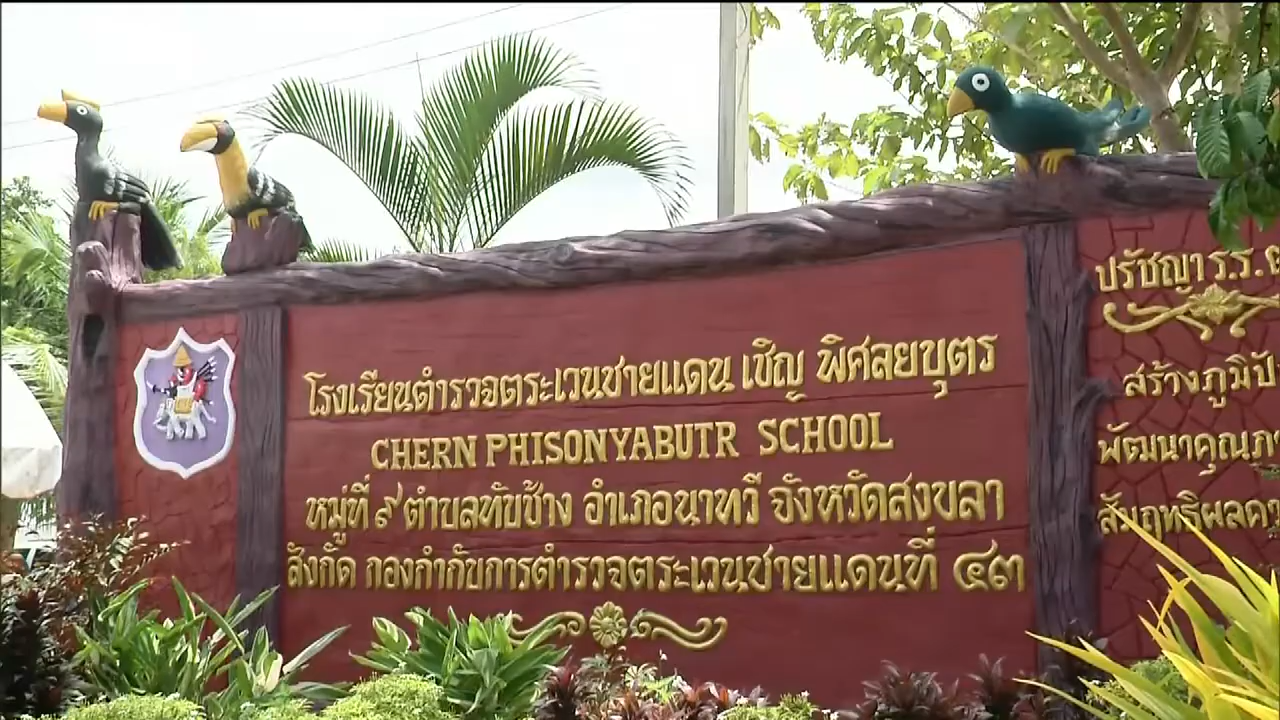 โรงเรียนตำรวจตระเวนชายแดน เชิญ พิศลยบุตร
CHERN PHISONYABUTR SCHOOL
หมู่ที่ ๙ ตำบลทับช้าง อำเภอนาทวี จังหวัดสงขลา
สังกัด กองกำกับการตำรวจตระเวนชายแดนที่ ๔๓
ปรัชญา ร.ร.
สร้างภูมิปั
พัฒนาคุณภ
สัมฤทธิผลคว